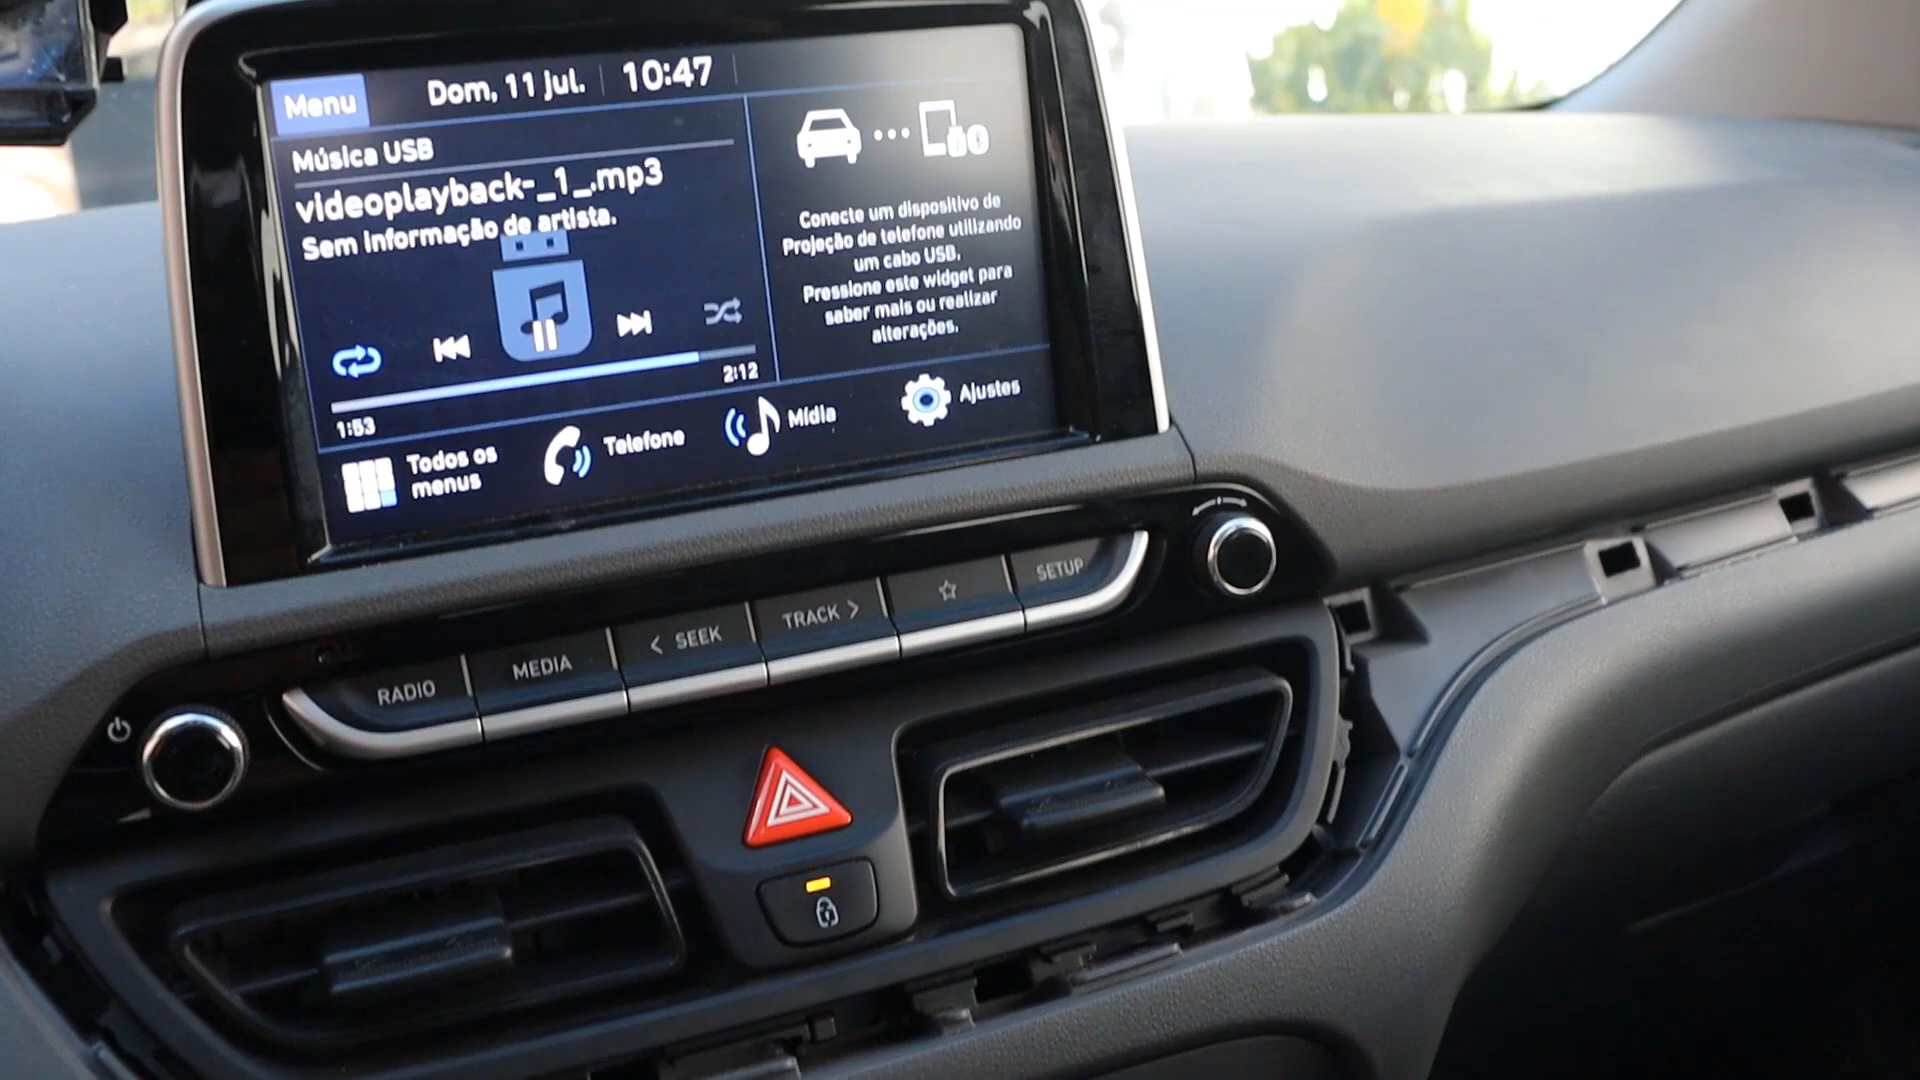 Menu
Dom, 11 Jul.
10:47
Música USB
videoplayback-_1_.mp3
Sem informação de artista.
1:53
2:12
Conecte um dispositivo de
Projeção de telefone utilizando
um cabo USB.
Pressione este widget para
saber mais ou realizar
alterações.
Todos os
menus
Telefone
Mídia
Ajustes
RADIO
MEDIA
< SEEK
TRACK >
SETUP